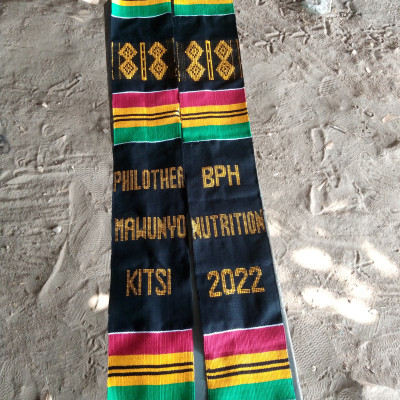 PHILOTHEA
MAWUNYO
KITSI
BPH
NUTRITION
2022